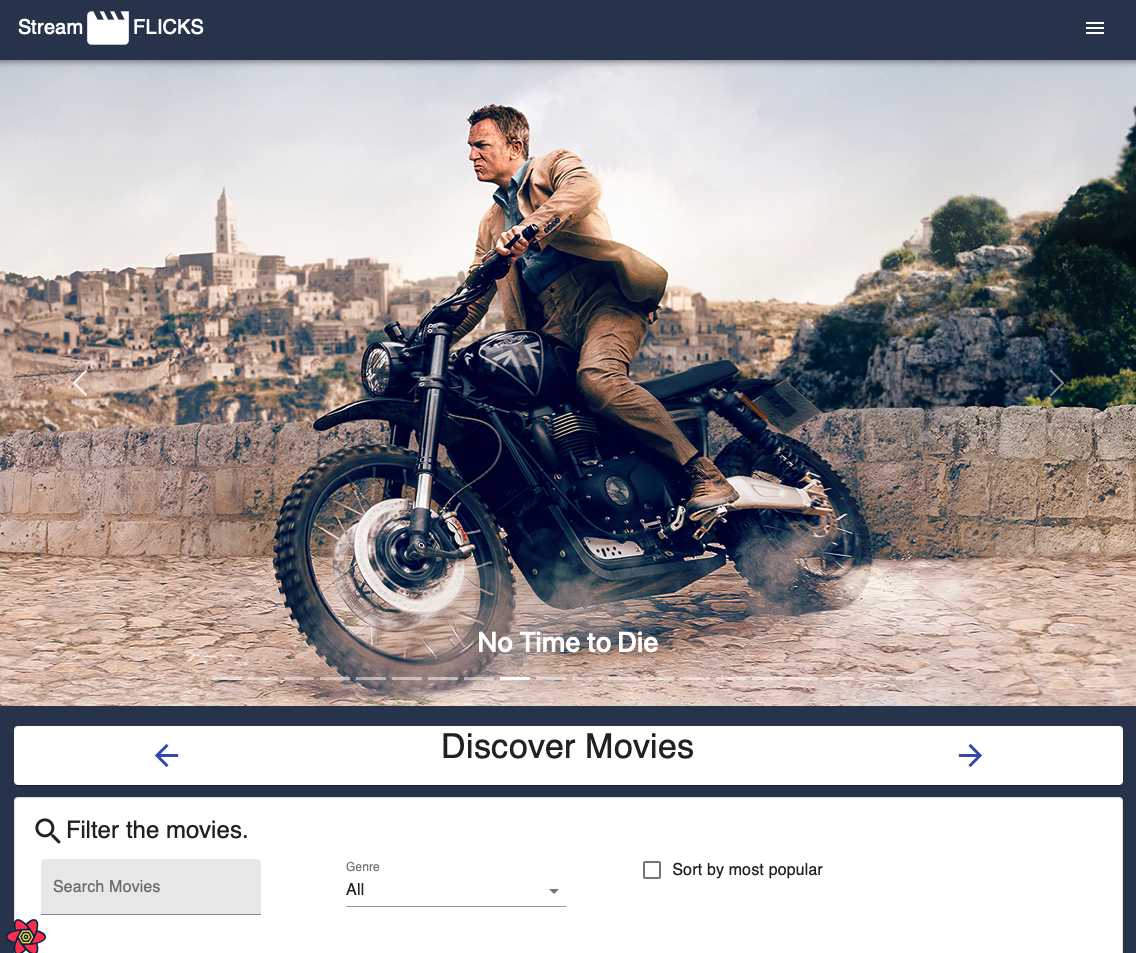 Stream FLICKS
No Time to Die
Discover Movies
Filter the movies.
Search Movies
Genre
All
Sort by most popular